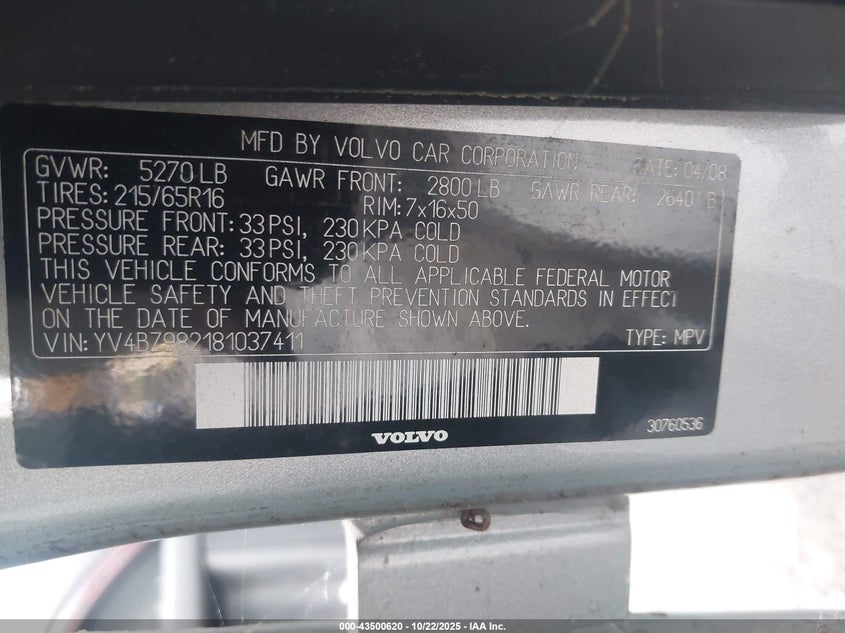 MFD BY VOLVO CAR CORPORATION DATE: 04/08
GVWR: 5270 LB GAWR FRONT: 2800 LB GAWR REAR: 2640 LB
TIRES: 215/65R16 RIM: 7x16x50
PRESSURE FRONT: 33 PSI, 230 KPA COLD
PRESSURE REAR: 33 PSI, 230 KPA COLD
THIS VEHICLE CONFORMS TO ALL APPLICABLE FEDERAL MOTOR
VEHICLE SAFETY AND THEFT PREVENTION STANDARDS IN EFFECT
ON THE DATE OF MANUFACTURE SHOWN ABOVE.
VIN: YV4BZ982181037411 TYPE: MPV
VOLVO
30760536
000-43500620 - 10/22/2025 - IAA Inc.